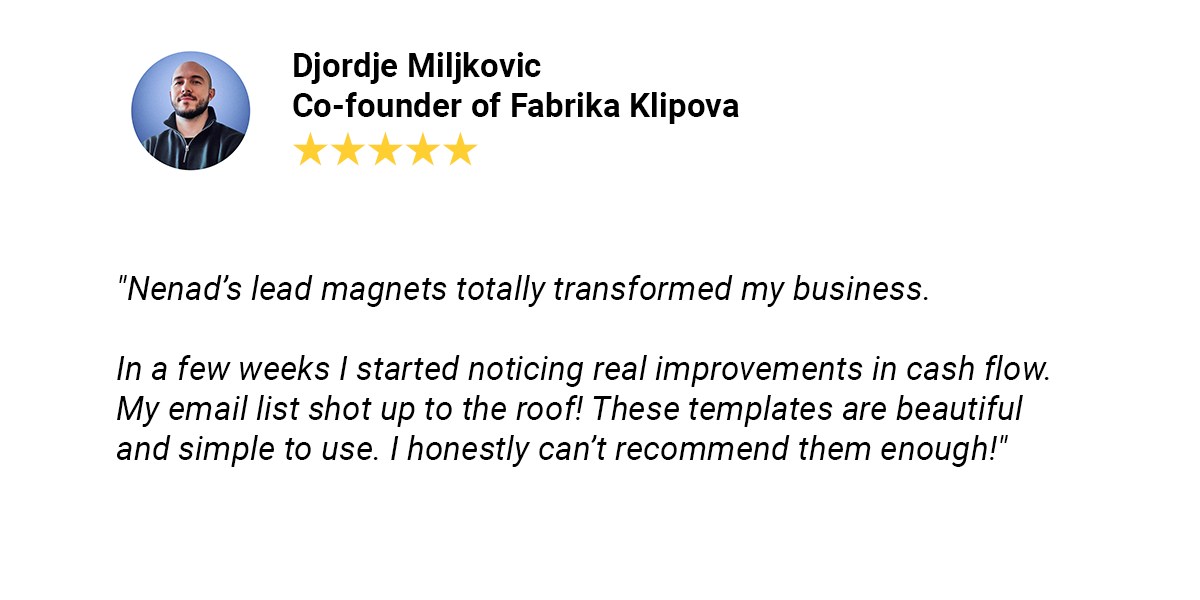 Djordje Miljkovic
Co-founder of Fabrika Klipova
"Nenad’s lead magnets totally transformed my business.
In a few weeks I started noticing real improvements in cash flow.
My email list shot up to the roof! These templates are beautiful
and simple to use. I honestly can’t recommend them enough!"